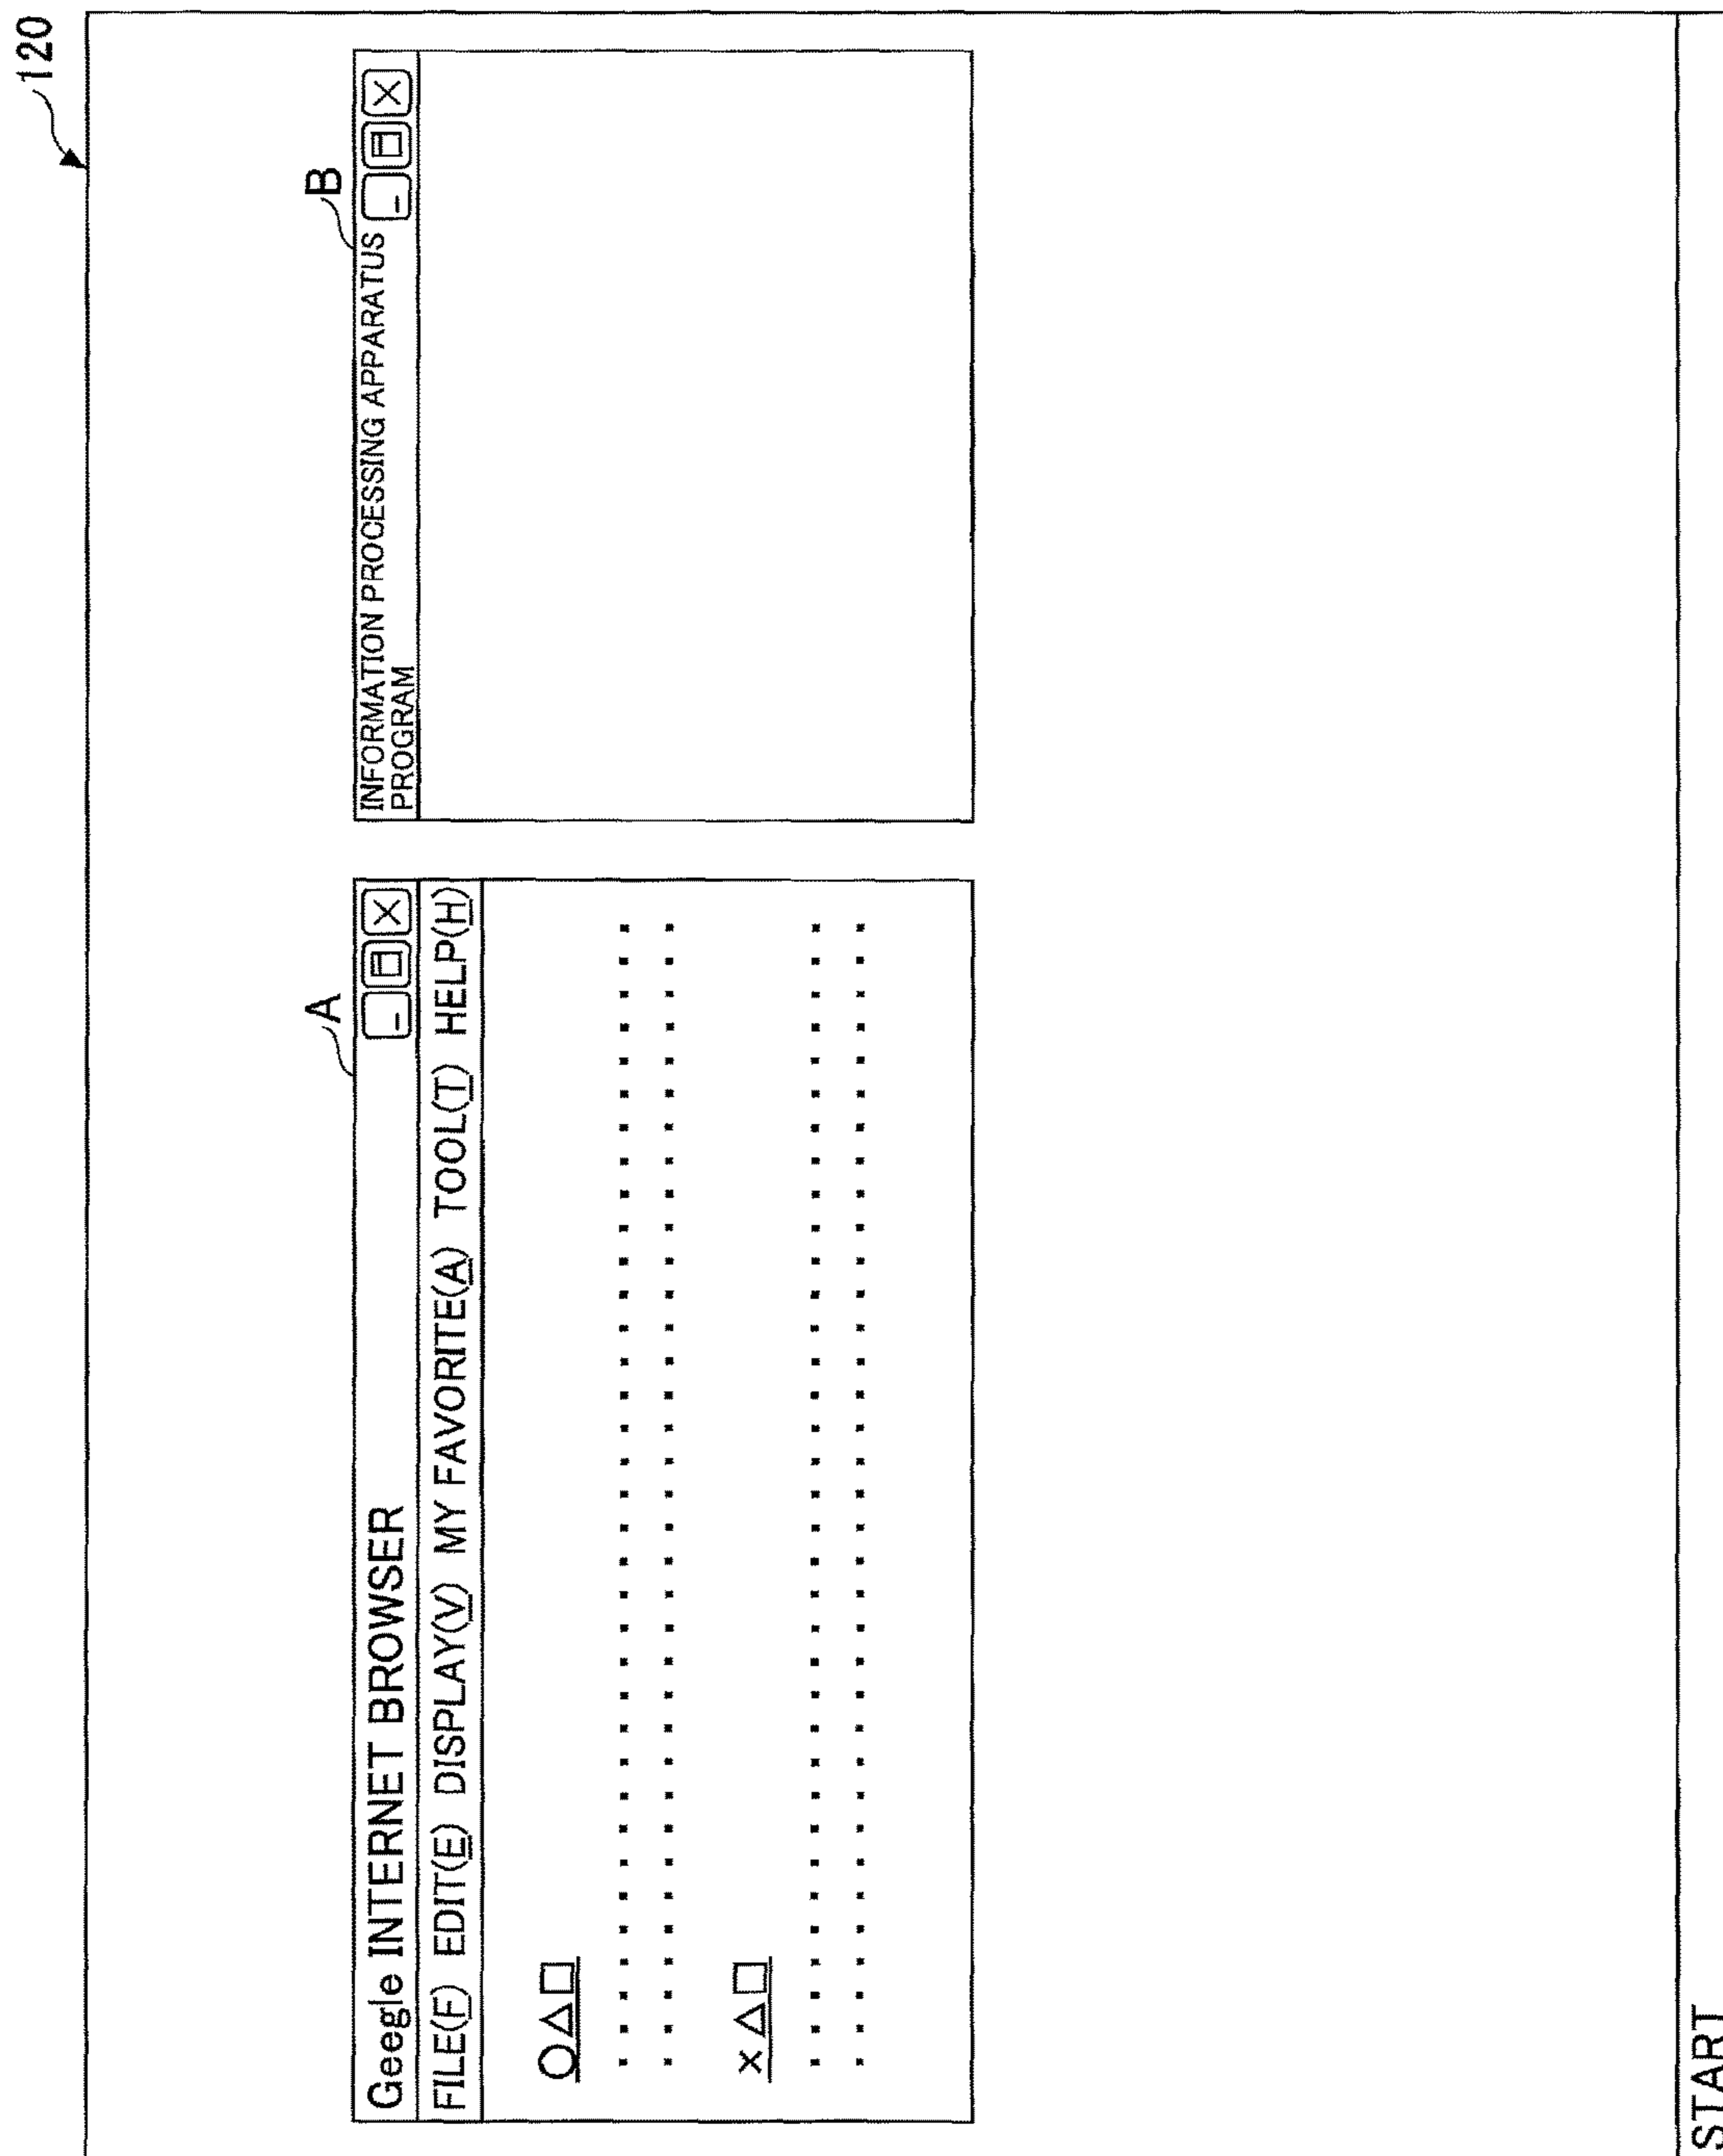 120
A
B
Geegle INTERNET BROWSER
FILE(F) EDIT(E) DISPLAY(V) MY FAVORITE(A) TOOL(T) HELP(H)
○△□
×△□
INFORMATION PROCESSING APPARATUS
PROGRAM
START